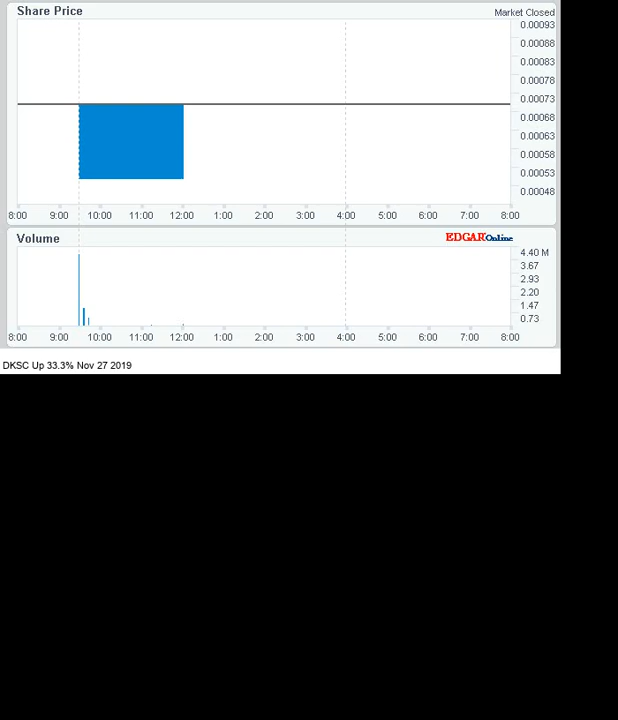 Share Price
Market Closed
0.00093
0.00088
0.00083
0.00078
0.00073
0.00068
0.00063
0.00058
0.00053
0.00048
8:00 9:00 10:00 11:00 12:00 1:00 2:00 3:00 4:00 5:00 6:00 7:00 8:00
Volume
EDGAROnline
4.40 M
3.67
2.93
2.20
1.47
0.73
8:00 9:00 10:00 11:00 12:00 1:00 2:00 3:00 4:00 5:00 6:00 7:00 8:00
DKSC Up 33.3% Nov 27 2019